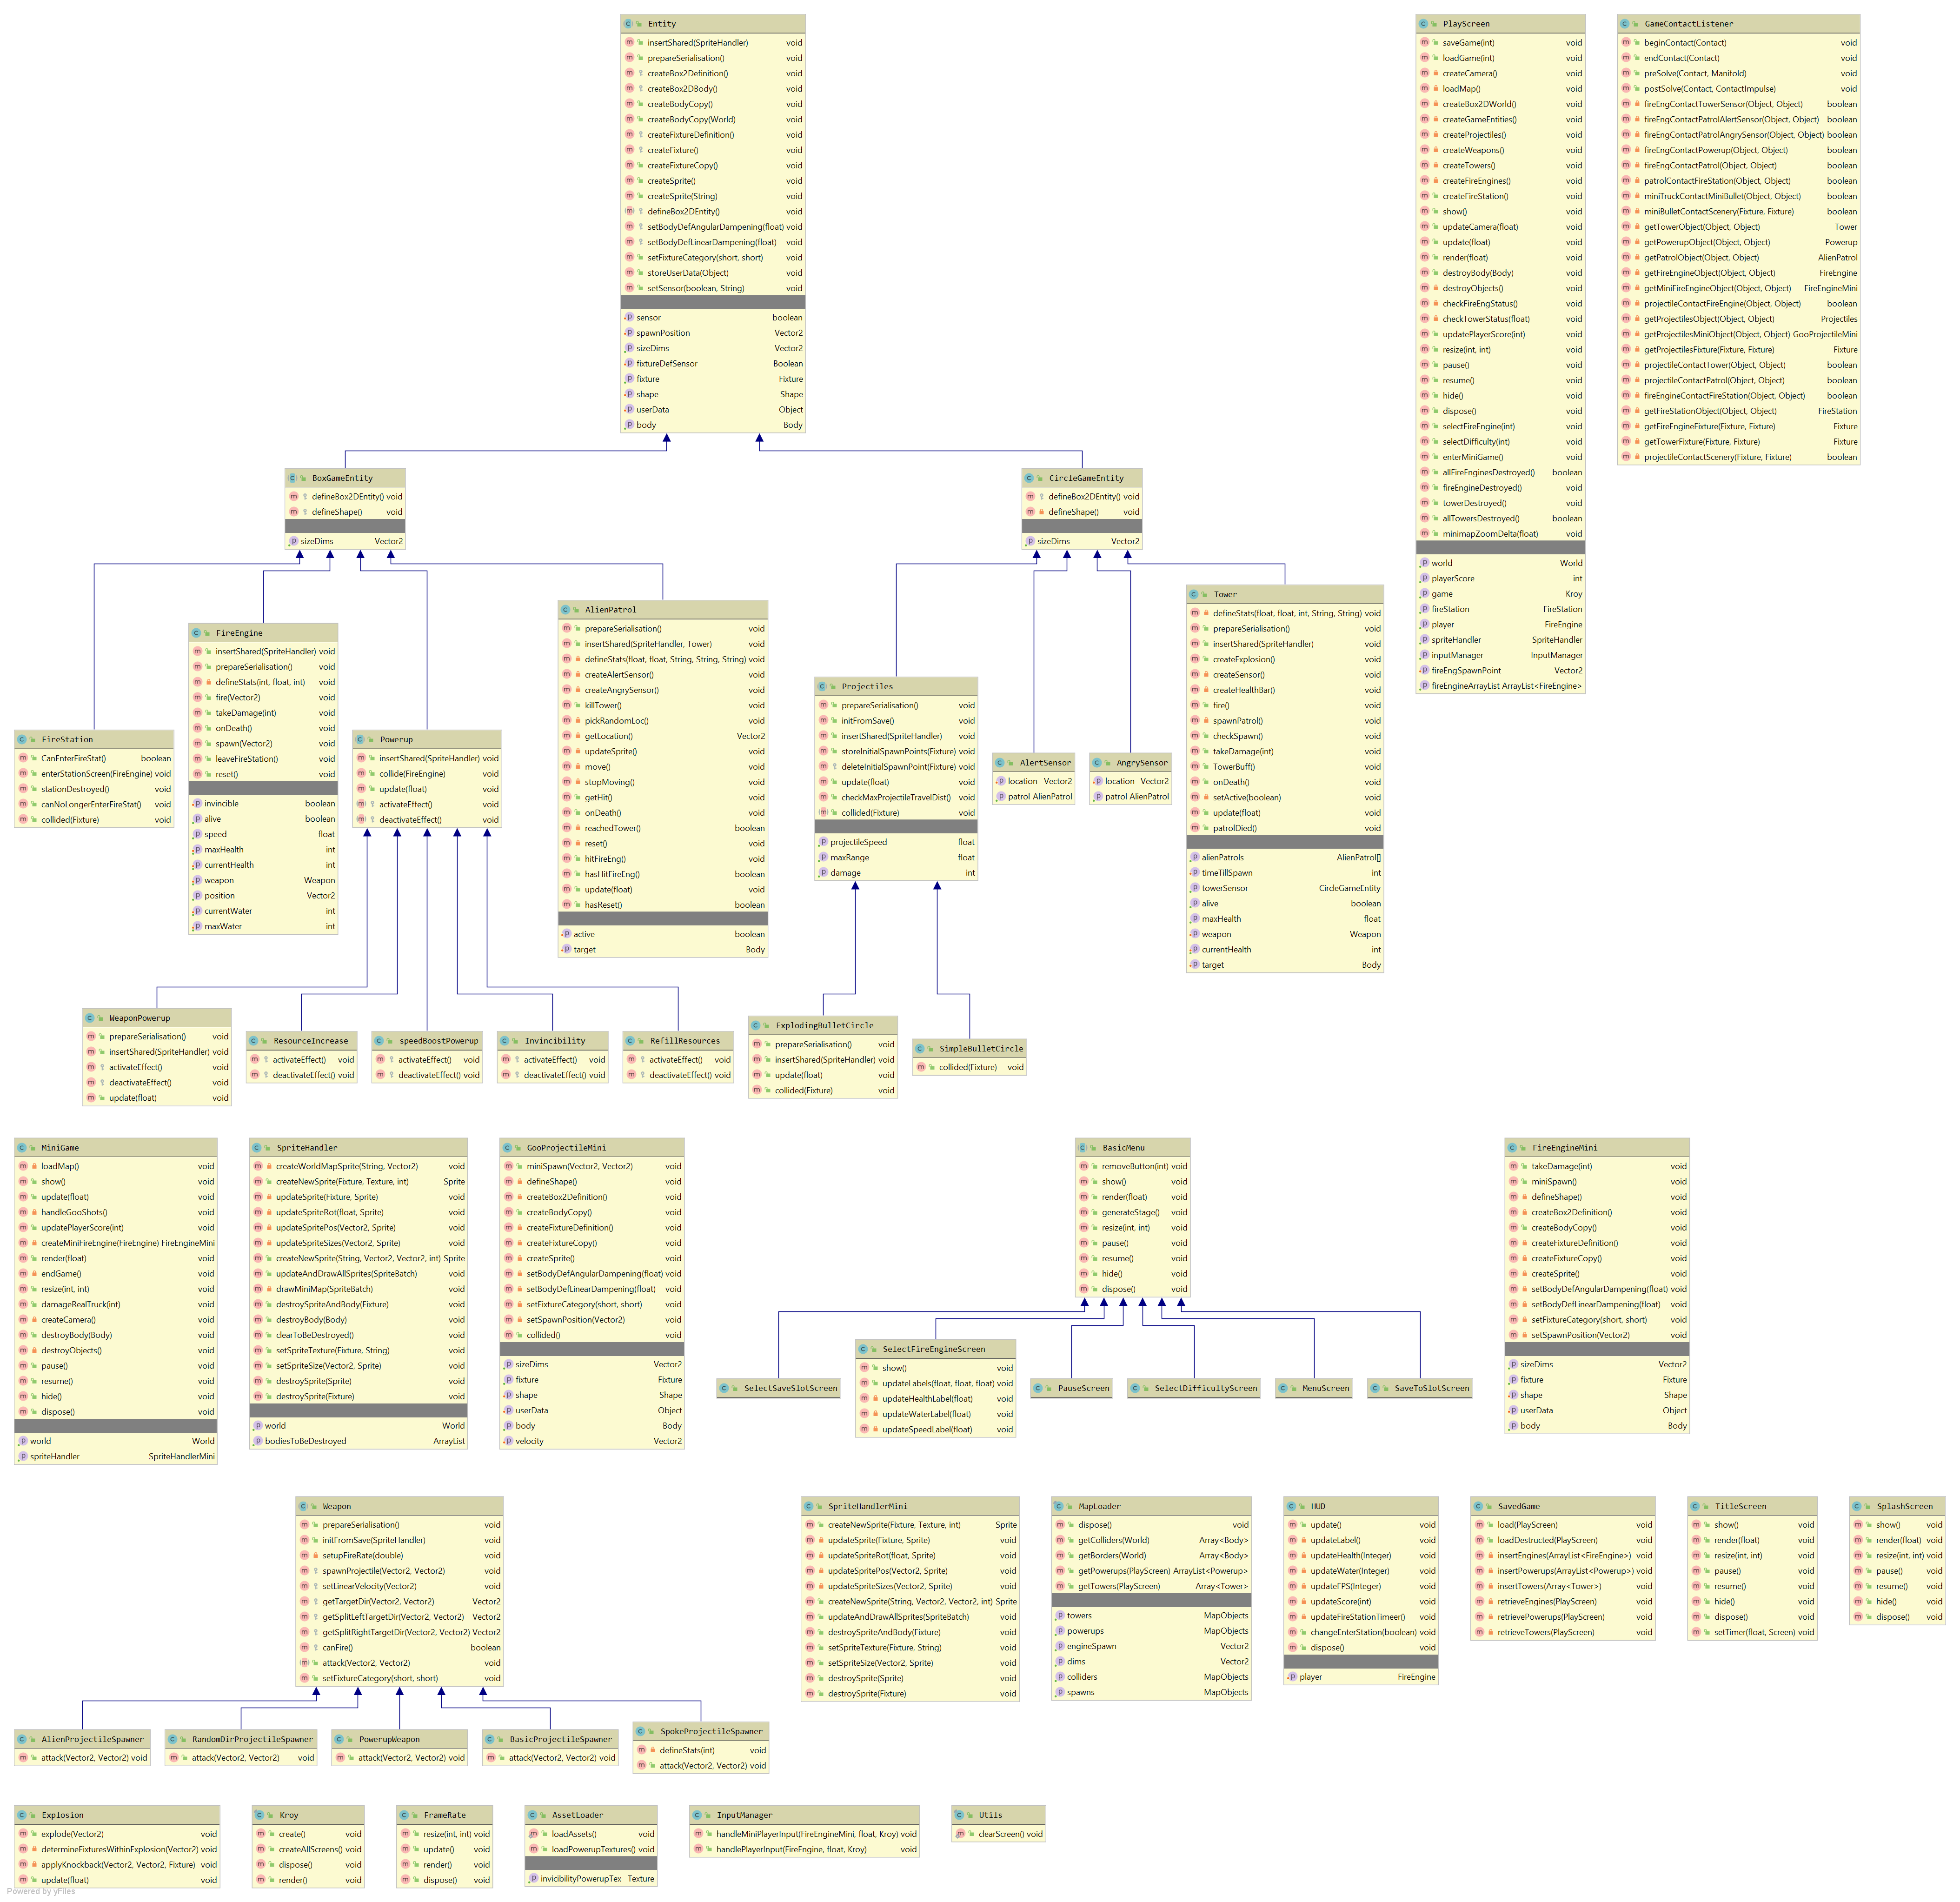 Entity
insertShared(SpriteHandler) void
prepareSerialisation() void
createBox2Definition() void
createBox2DBody() void
createBodyCopy() void
createBodyCopy(World) void
createFixtureDefinition() void
createFixture() void
createFixtureCopy() void
createSprite() void
createSprite(String) void
defineBox2DEntity() void
setBodyDefAngularDampening(float) void
setBodyDefLinearDampening(float) void
setFixtureCategory(short, short) void
storeUserData(Object) void
setSensor(boolean, String) void
sensor boolean
spawnPosition Vector2
sizeDims Vector2
fixtureDefSensor Boolean
fixture Fixture
shape Shape
userData Object
body Body
PlayScreen
saveGame(int) void
loadGame(int) void
createCamera() void
loadMap() void
createBox2DWorld() void
createGameEntities() void
createProjectiles() void
createWeapons() void
createTowers() void
createFireEngines() void
createFireStation() void
show() void
updateCamera(float) void
update(float) void
render(float) void
destroyBody(Body) void
destroyObjects() void
checkFireEngStatus() void
checkTowerStatus(float) void
updatePlayerScore(int) void
resize(int, int) void
pause() void
resume() void
hide() void
dispose() void
selectFireEngine(int) void
selectDifficulty(int) void
enterMiniGame() void
allFireEnginesDestroyed() boolean
fireEngineDestroyed() void
towerDestroyed() void
allTowersDestroyed() boolean
minimapZoomDelta(float) void
world World
playerScore int
game Kroy
fireStation FireStation
player FireEngine
spriteHandler SpriteHandler
inputManager InputManager
fireEngSpawnPoint Vector2
fireEngineArrayList ArrayList<FireEngine>
GameContactListener
beginContact(Contact) void
endContact(Contact) void
preSolve(Contact, Manifold) void
postSolve(Contact, ContactImpulse) void
fireEngContactTowerSensor(Object, Object) boolean
fireEngContactPatrolAlertSensor(Object, Object) boolean
fireEngContactPatrolAngrySensor(Object, Object) boolean
fireEngContactPowerup(Object, Object) boolean
fireEngContactPatrol(Object, Object) boolean
patrolContactFireStation(Object, Object) boolean
miniTruckContactMiniBullet(Object, Object) boolean
miniBulletContactScenery(Fixture, Fixture) boolean
getTowerObject(Object, Object) Tower
getPowerupObject(Object, Object) Powerup
getPatrolObject(Object, Object) AlienPatrol
getFireEngineObject(Object, Object) FireEngine
getMiniFireEngineObject(Object, Object) FireEngineMini
projectileContactFireEngine(Object, Object) boolean
getProjectilesObject(Object, Object) Projectiles
getProjectilesMiniObject(Object, Object) GooProjectileMini
getProjectilesFixture(Fixture, Fixture) Fixture
projectileContactTower(Object, Object) boolean
projectileContactPatrol(Object, Object) boolean
fireEngineContactFireStation(Object, Object) boolean
getFireStationObject(Object, Object) FireStation
getFireEngineFixture(Fixture, Fixture) Fixture
getTowerFixture(Fixture, Fixture) Fixture
projectileContactScenery(Fixture, Fixture) boolean
BoxGameEntity
defineBox2DEntity() void
defineShape() void
sizeDims Vector2
CircleGameEntity
defineBox2DEntity() void
defineShape() void
sizeDims Vector2
FireStation
CanEnterFireStat() boolean
enterStationScreen(FireEngine) void
stationDestroyed() void
canNoLongerEnterFireStat() void
collided(Fixture) void
FireEngine
insertShared(SpriteHandler) void
prepareSerialisation() void
defineStats(int, float, int) void
fire(Vector2) void
takeDamage(int) void
onDeath() void
spawn(Vector2) void
leaveFireStation() void
reset() void
invincible boolean
alive boolean
speed float
maxHealth int
currentHealth int
weapon Weapon
position Vector2
currentWater int
maxWater int
Powerup
insertShared(SpriteHandler) void
collide(FireEngine) void
update(float) void
activateEffect() void
deactivateEffect() void
AlienPatrol
prepareSerialisation() void
insertShared(SpriteHandler, Tower) void
defineStats(float, float, String, String, String) void
createAlertSensor() void
createAngrySensor() void
killTower() void
pickRandomLoc() void
getLocation() Vector2
updateSprite() void
move() void
stopMoving() void
getHit() void
onDeath() void
reachedTower() boolean
reset() void
hitFireEng() void
hasHitFireEng() boolean
update(float) void
hasReset() boolean
active boolean
target Body
Projectiles
prepareSerialisation() void
initFromSave() void
insertShared(SpriteHandler) void
storeInitialSpawnPoints(Fixture) void
deleteInitialSpawnPoint(Fixture) void
update(float) void
checkMaxProjectileTravelDist() void
collided(Fixture) void
projectileSpeed float
maxRange float
damage int
AlertSensor
location Vector2
patrol AlienPatrol
AngrySensor
location Vector2
patrol AlienPatrol
Tower
defineStats(float, float, int, String, String) void
prepareSerialisation() void
insertShared(SpriteHandler) void
createExplosion() void
createSensor() void
createHealthBar() void
fire() void
spawnPatrol() void
checkSpawn() void
takeDamage(int) void
TowerBuff() void
onDeath() void
setActive(boolean) void
update(float) void
patrolDied() void
alienPatrols AlienPatrol[]
timeTillSpawn int
towerSensor CircleGameEntity
alive boolean
maxHealth float
weapon Weapon
currentHealth int
target Body
WeaponPowerup
prepareSerialisation() void
insertShared(SpriteHandler) void
activateEffect() void
deactivateEffect() void
update(float) void
ResourceIncrease
activateEffect() void
deactivateEffect() void
speedBoostPowerup
activateEffect() void
deactivateEffect() void
Invincibility
activateEffect() void
deactivateEffect() void
RefillResources
activateEffect() void
deactivateEffect() void
ExplodingBulletCircle
prepareSerialisation() void
insertShared(SpriteHandler) void
update(float) void
collided(Fixture) void
SimpleBulletCircle
collided(Fixture) void
MiniGame
loadMap() void
show() void
update(float) void
handleGooShots() void
updatePlayerScore(int) void
createMiniFireEngine(FireEngine) FireEngineMini
render(float) void
endGame() void
resize(int, int) void
damageRealTruck(int) void
createCamera() void
destroyBody(Body) void
destroyObjects() void
pause() void
resume() void
hide() void
dispose() void
world World
spriteHandler SpriteHandlerMini
SpriteHandler
createWorldMapSprite(String, Vector2) void
createNewSprite(Fixture, Texture, int) Sprite
updateSprite(Fixture, Sprite) void
updateSpriteRot(float, Sprite) void
updateSpritePos(Vector2, Sprite) void
updateSpriteSizes(Vector2, Sprite) void
createNewSprite(String, Vector2, Vector2, int) Sprite
updateAndDrawAllSprites(SpriteBatch) void
drawMiniMap(SpriteBatch) void
destroySpriteAndBody(Fixture) void
destroyBody(Body) void
clearToBeDestroyed() void
setSpriteTexture(Fixture, String) void
setSpriteSize(Vector2, Sprite) void
destroySprite(Sprite) void
destroySprite(Fixture) void
world World
bodiesToBeDestroyed ArrayList
GooProjectileMini
miniSpawn(Vector2, Vector2) void
defineShape() void
createBox2Definition() void
createBodyCopy() void
createFixtureDefinition() void
createFixtureCopy() void
createSprite() void
setBodyDefAngularDampening(float) void
setBodyDefLinearDampening(float) void
setFixtureCategory(short, short) void
setSpawnPosition(Vector2) void
collided() void
sizeDims Vector2
fixture Fixture
shape Shape
userData Object
body Body
velocity Vector2
BasicMenu
removeButton(int) void
show() void
render(float) void
generateStage() void
resize(int, int) void
pause() void
resume() void
hide() void
dispose() void
FireEngineMini
takeDamage(int) void
miniSpawn() void
defineShape() void
createBox2Definition() void
createBodyCopy() void
createFixtureDefinition() void
createFixtureCopy() void
createSprite() void
setBodyDefAngularDampening(float) void
setBodyDefLinearDampening(float) void
setFixtureCategory(short, short) void
setSpawnPosition(Vector2) void
sizeDims Vector2
fixture Fixture
shape Shape
userData Object
body Body
SelectSaveSlotScreen
SelectFireEngineScreen
show() void
updateLabels(float, float, float) void
updateHealthLabel(float) void
updateWaterLabel(float) void
updateSpeedLabel(float) void
PauseScreen
SelectDifficultyScreen
MenuScreen
SaveToSlotScreen
Weapon
prepareSerialisation() void
initFromSave(SpriteHandler) void
setupFireRate(double) void
spawnProjectile(Vector2, Vector2) void
setLinearVelocity(Vector2) void
getTargetDir(Vector2, Vector2) Vector2
getSplitLeftTargetDir(Vector2, Vector2) Vector2
getSplitRightTargetDir(Vector2, Vector2) Vector2
canFire() boolean
attack(Vector2, Vector2) void
setFixtureCategory(short, short) void
SpriteHandlerMini
createNewSprite(Fixture, Texture, int) Sprite
updateSprite(Fixture, Sprite) void
updateSpriteRot(float, Sprite) void
updateSpritePos(Vector2, Sprite) void
updateSpriteSizes(Vector2, Sprite) void
createNewSprite(String, Vector2, Vector2, int) Sprite
updateAndDrawAllSprites(SpriteBatch) void
destroySpriteAndBody(Fixture) void
setSpriteTexture(Fixture, String) void
setSpriteSize(Vector2, Sprite) void
destroySprite(Sprite) void
destroySprite(Fixture) void
MapLoader
dispose() void
getColliders(World) Array<Body>
getBorders(World) Array<Body>
getPowerups(PlayScreen) ArrayList<Powerup>
getTowers(PlayScreen) Array<Tower>
towers MapObjects
powerups MapObjects
engineSpawn Vector2
dims Vector2
colliders MapObjects
spawns MapObjects
HUD
update() void
updateLabel() void
updateHealth(Integer) void
updateWater(Integer) void
updateFPS(Integer) void
updateScore(int) void
updateFireStationTimeer() void
changeEnterStation(boolean) void
dispose() void
player FireEngine
SavedGame
load(PlayScreen) void
loadDestructed(PlayScreen) void
insertEngines(ArrayList<FireEngine>) void
insertPowerups(ArrayList<Powerup>) void
insertTowers(Array<Tower>) void
retrieveEngines(PlayScreen) void
retrievePowerups(PlayScreen) void
retrieveTowers(PlayScreen) void
TitleScreen
show() void
render(float) void
resize(int, int) void
pause() void
resume() void
hide() void
dispose() void
setTimer(float, Screen) void
SplashScreen
show() void
render(float) void
resize(int, int) void
pause() void
resume() void
hide() void
dispose() void
AlienProjectileSpawner
attack(Vector2, Vector2) void
RandomDirProjectileSpawner
attack(Vector2, Vector2) void
PowerupWeapon
attack(Vector2, Vector2) void
BasicProjectileSpawner
attack(Vector2, Vector2) void
SpokeProjectileSpawner
defineStats(int) void
attack(Vector2, Vector2) void
Explosion
explode(Vector2) void
determineFixturesWithinExplosion(Vector2) void
applyKnockback(Vector2, Vector2, Fixture) void
update(float) void
Kroy
create() void
createAllScreens() void
dispose() void
render() void
FrameRate
resize(int, int) void
update() void
render() void
dispose() void
AssetLoader
loadAssets() void
loadPowerupTextures() void
invicibilityPowerupTex Texture
InputManager
handleMiniPlayerInput(FireEngineMini, float, Kroy) void
handlePlayerInput(FireEngine, float, Kroy) void
Utils
clearScreen() void
Powered by yFiles